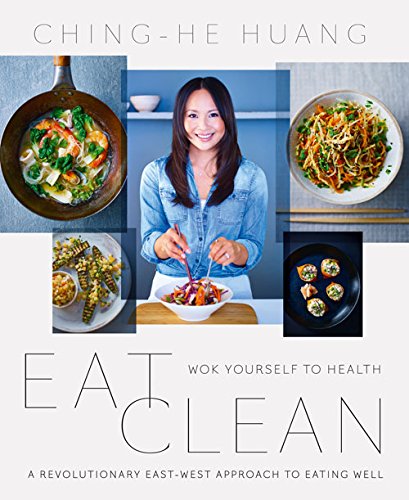 CHING-HE HUANG
WOK YOURSELF TO HEALTH
EAT
CLEAN
A REVOLUTIONARY EAST-WEST APPROACH TO EATING WELL